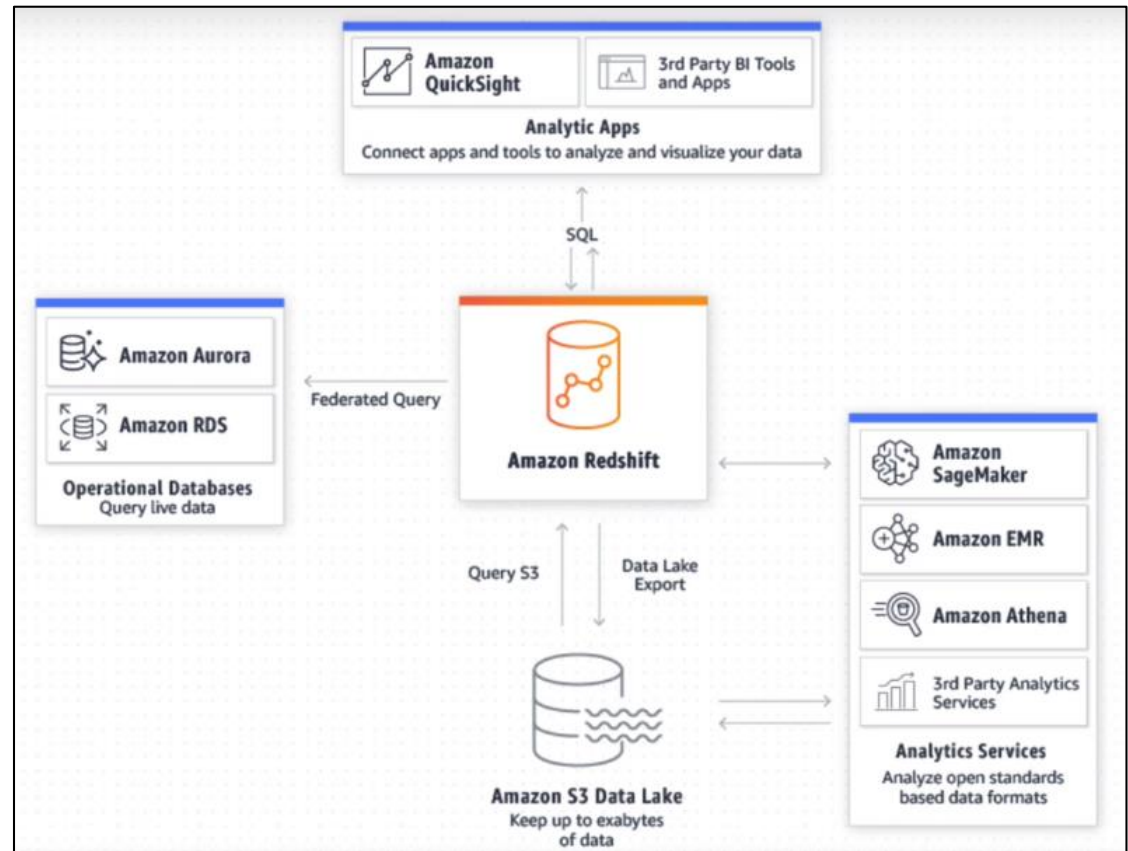 Amazon
QuickSight
3rd Party BI Tools
and Apps
Analytic Apps
Connect apps and tools to analyze and visualize your data
SQL
Amazon Aurora
Amazon RDS
Operational Databases
Query live data
Federated Query
Amazon Redshift
Query S3
Data Lake
Export
Amazon S3 Data Lake
Keep up to exabytes
of data
Amazon
SageMaker
Amazon EMR
Amazon Athena
3rd Party Analytics
Services
Analytics Services
Analyze open standards
based data formats